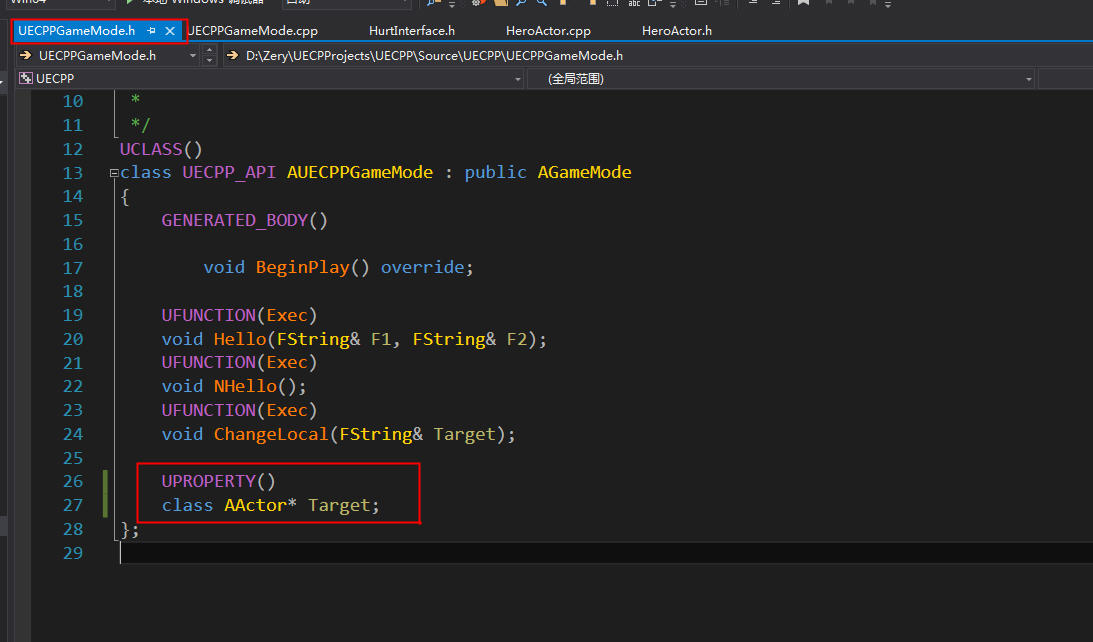 UECPPGameMode.h UECPPGameMode.cpp HurtInterface.h HeroActor.cpp HeroActor.h
UECPPGameMode.h D:\Zery\UECPProjects\UECPP\Source\UECPP\UECPPGameMode.h
UECPP (全局范围)
10 *
11 */
12 UCLASS()
13 class UECPP_API AUECPPGameMode : public AGameMode
14 {
15 GENERATED_BODY()
16
17 void BeginPlay() override;
18
19 UFUNCTION(Exec)
20 void Hello(FString& F1, FString& F2);
21 UFUNCTION(Exec)
22 void NHello();
23 UFUNCTION(Exec)
24 void ChangeLocal(FString& Target);
25
26 UPROPERTY()
27 class AActor* Target;
28 };
29